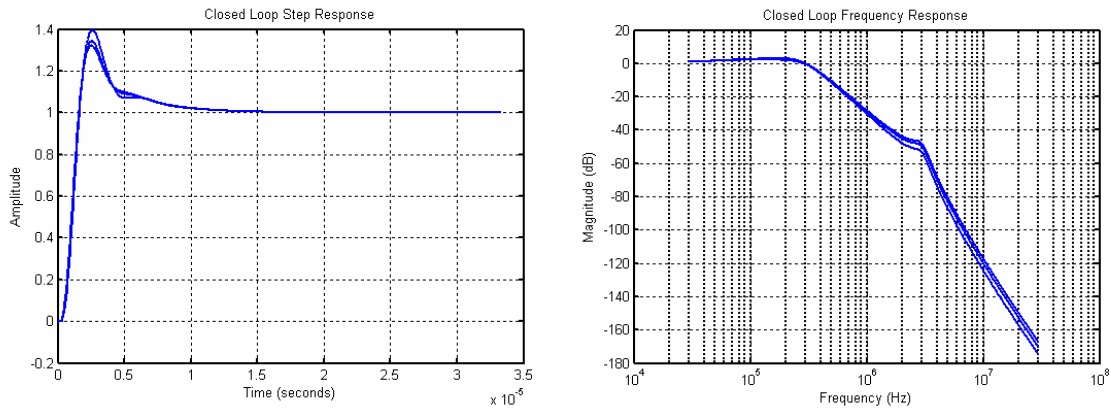 Closed Loop Step Response
1.4
1.2
1
0.8
0.6
0.4
0.2
0
-0.2
Amplitude
0 0.5 1 1.5 2 2.5 3 3.5
Time (seconds)
x 10-5
Closed Loop Frequency Response
20
0
-20
-40
-60
-80
-100
-120
-140
-160
-180
Magnitude (dB)
10^4 10^5 10^6 10^7 10^8
Frequency (Hz)